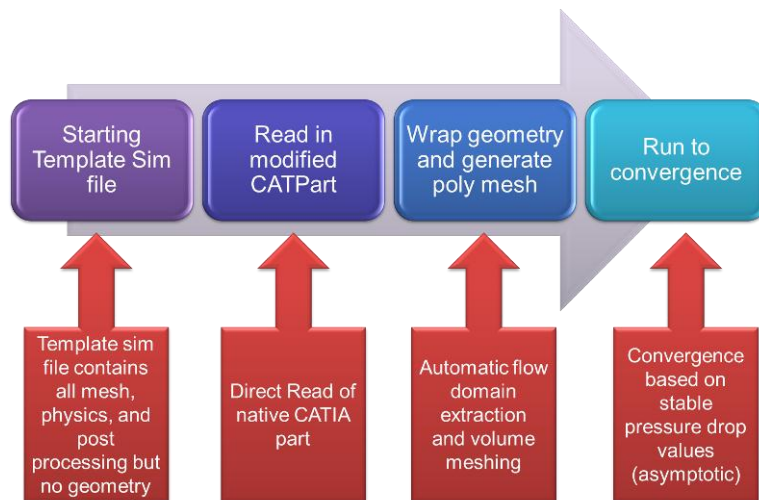 Starting
Template Sim
file
Read in
modified
CATPart
Wrap geometry
and generate
poly mesh
Run to
convergence
Template sim
file contains
all mesh,
physics, and
post
processing but
no geometry
Direct Read of
native CATIA
part
Automatic flow
domain
extraction
and volume
meshing
Convergence
based on
stable
pressure drop
values
(asymptotic)